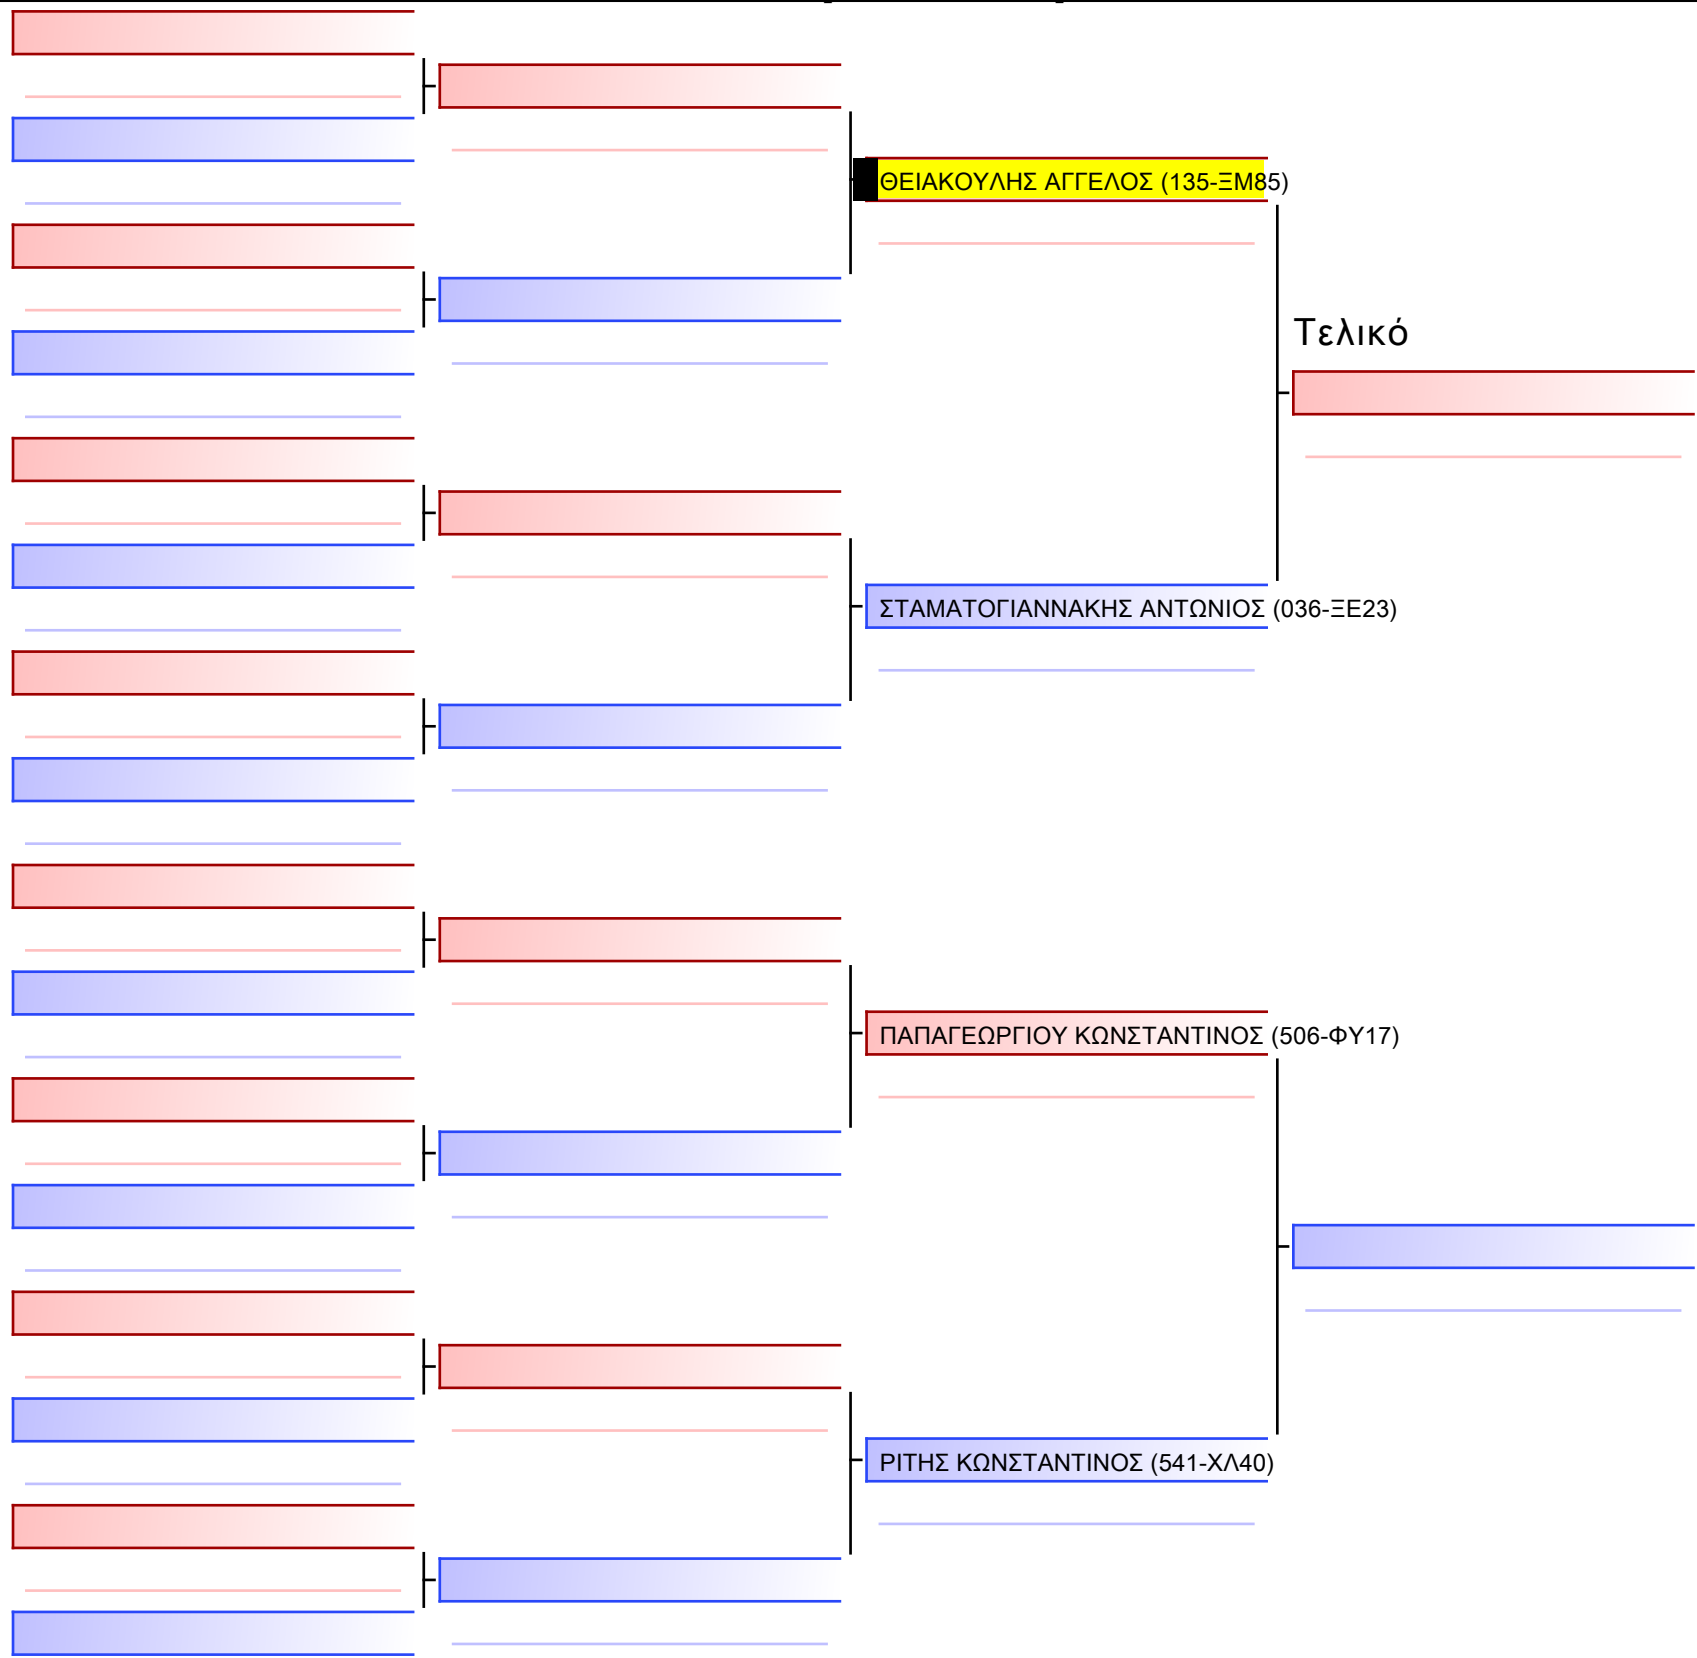 ΘΕΙΑΚΟΥΛΗΣ ΑΓΓΕΛΟΣ (135-ΞΜ85)
Τελικό
ΣΤΑΜΑΤΟΓΙΑΝΝΑΚΗΣ ΑΝΤΩΝΙΟΣ (036-ΞΕ23)
ΠΑΠΑΓΕΩΡΓΙΟΥ ΚΩΝΣΤΑΝΤΙΝΟΣ (506-ΦΥ17)
ΡΙΤΗΣ ΚΩΝΣΤΑΝΤΙΝΟΣ (541-ΧΛ40)